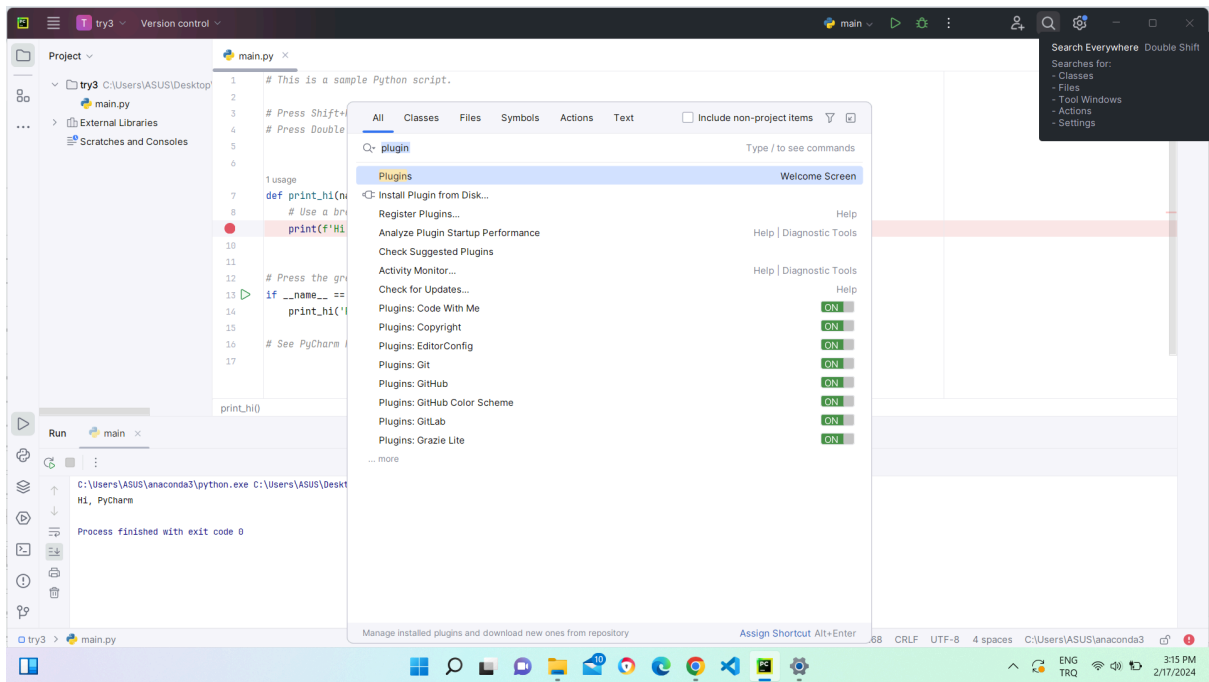 PC T try3 Version control main
Search Everywhere Double Shift
Searches for:
- Classes
- Files
- Tool Windows
- Actions
- Settings
Project
try3 C:\Users\ASUS\Desktop\
main.py
External Libraries
Scratches and Consoles
main.py
1 # This is a sample Python script.
2
3 # Press Shift+
4 # Press Double
5
6
1 usage
7 def print_hi(
8 # Use a
print(f'Hi
10
11
12 # Press the
13 if __name__ ==
14 print_hi('
15
16 # See PyCharm
17
print_hi()
All Classes Files Symbols Actions Text Include non-project items
plugin Type / to see commands
Plugins Welcome Screen
Install Plugin from Disk...
Register Plugins... Help
Analyze Plugin Startup Performance Help | Diagnostic Tools
Check Suggested Plugins
Activity Monitor... Help | Diagnostic Tools
Check for Updates... Help
Plugins: Code With Me ON
Plugins: Copyright ON
Plugins: EditorConfig ON
Plugins: Git ON
Plugins: GitHub ON
Plugins: GitHub Color Scheme ON
Plugins: GitLab ON
Plugins: Grazie Lite ON
... more
Manage installed plugins and download new ones from repository Assign Shortcut Alt+Enter
Run main
C:\Users\ASUS\anaconda3\python.exe C:\Users\ASUS\Deskt
Hi, PyCharm
Process finished with exit code 0
try3 > main.py :68 CRLF UTF-8 4 spaces C:\Users\ASUS\anaconda3
10 PC ENG
TRQ
3:15 PM
2/17/2024